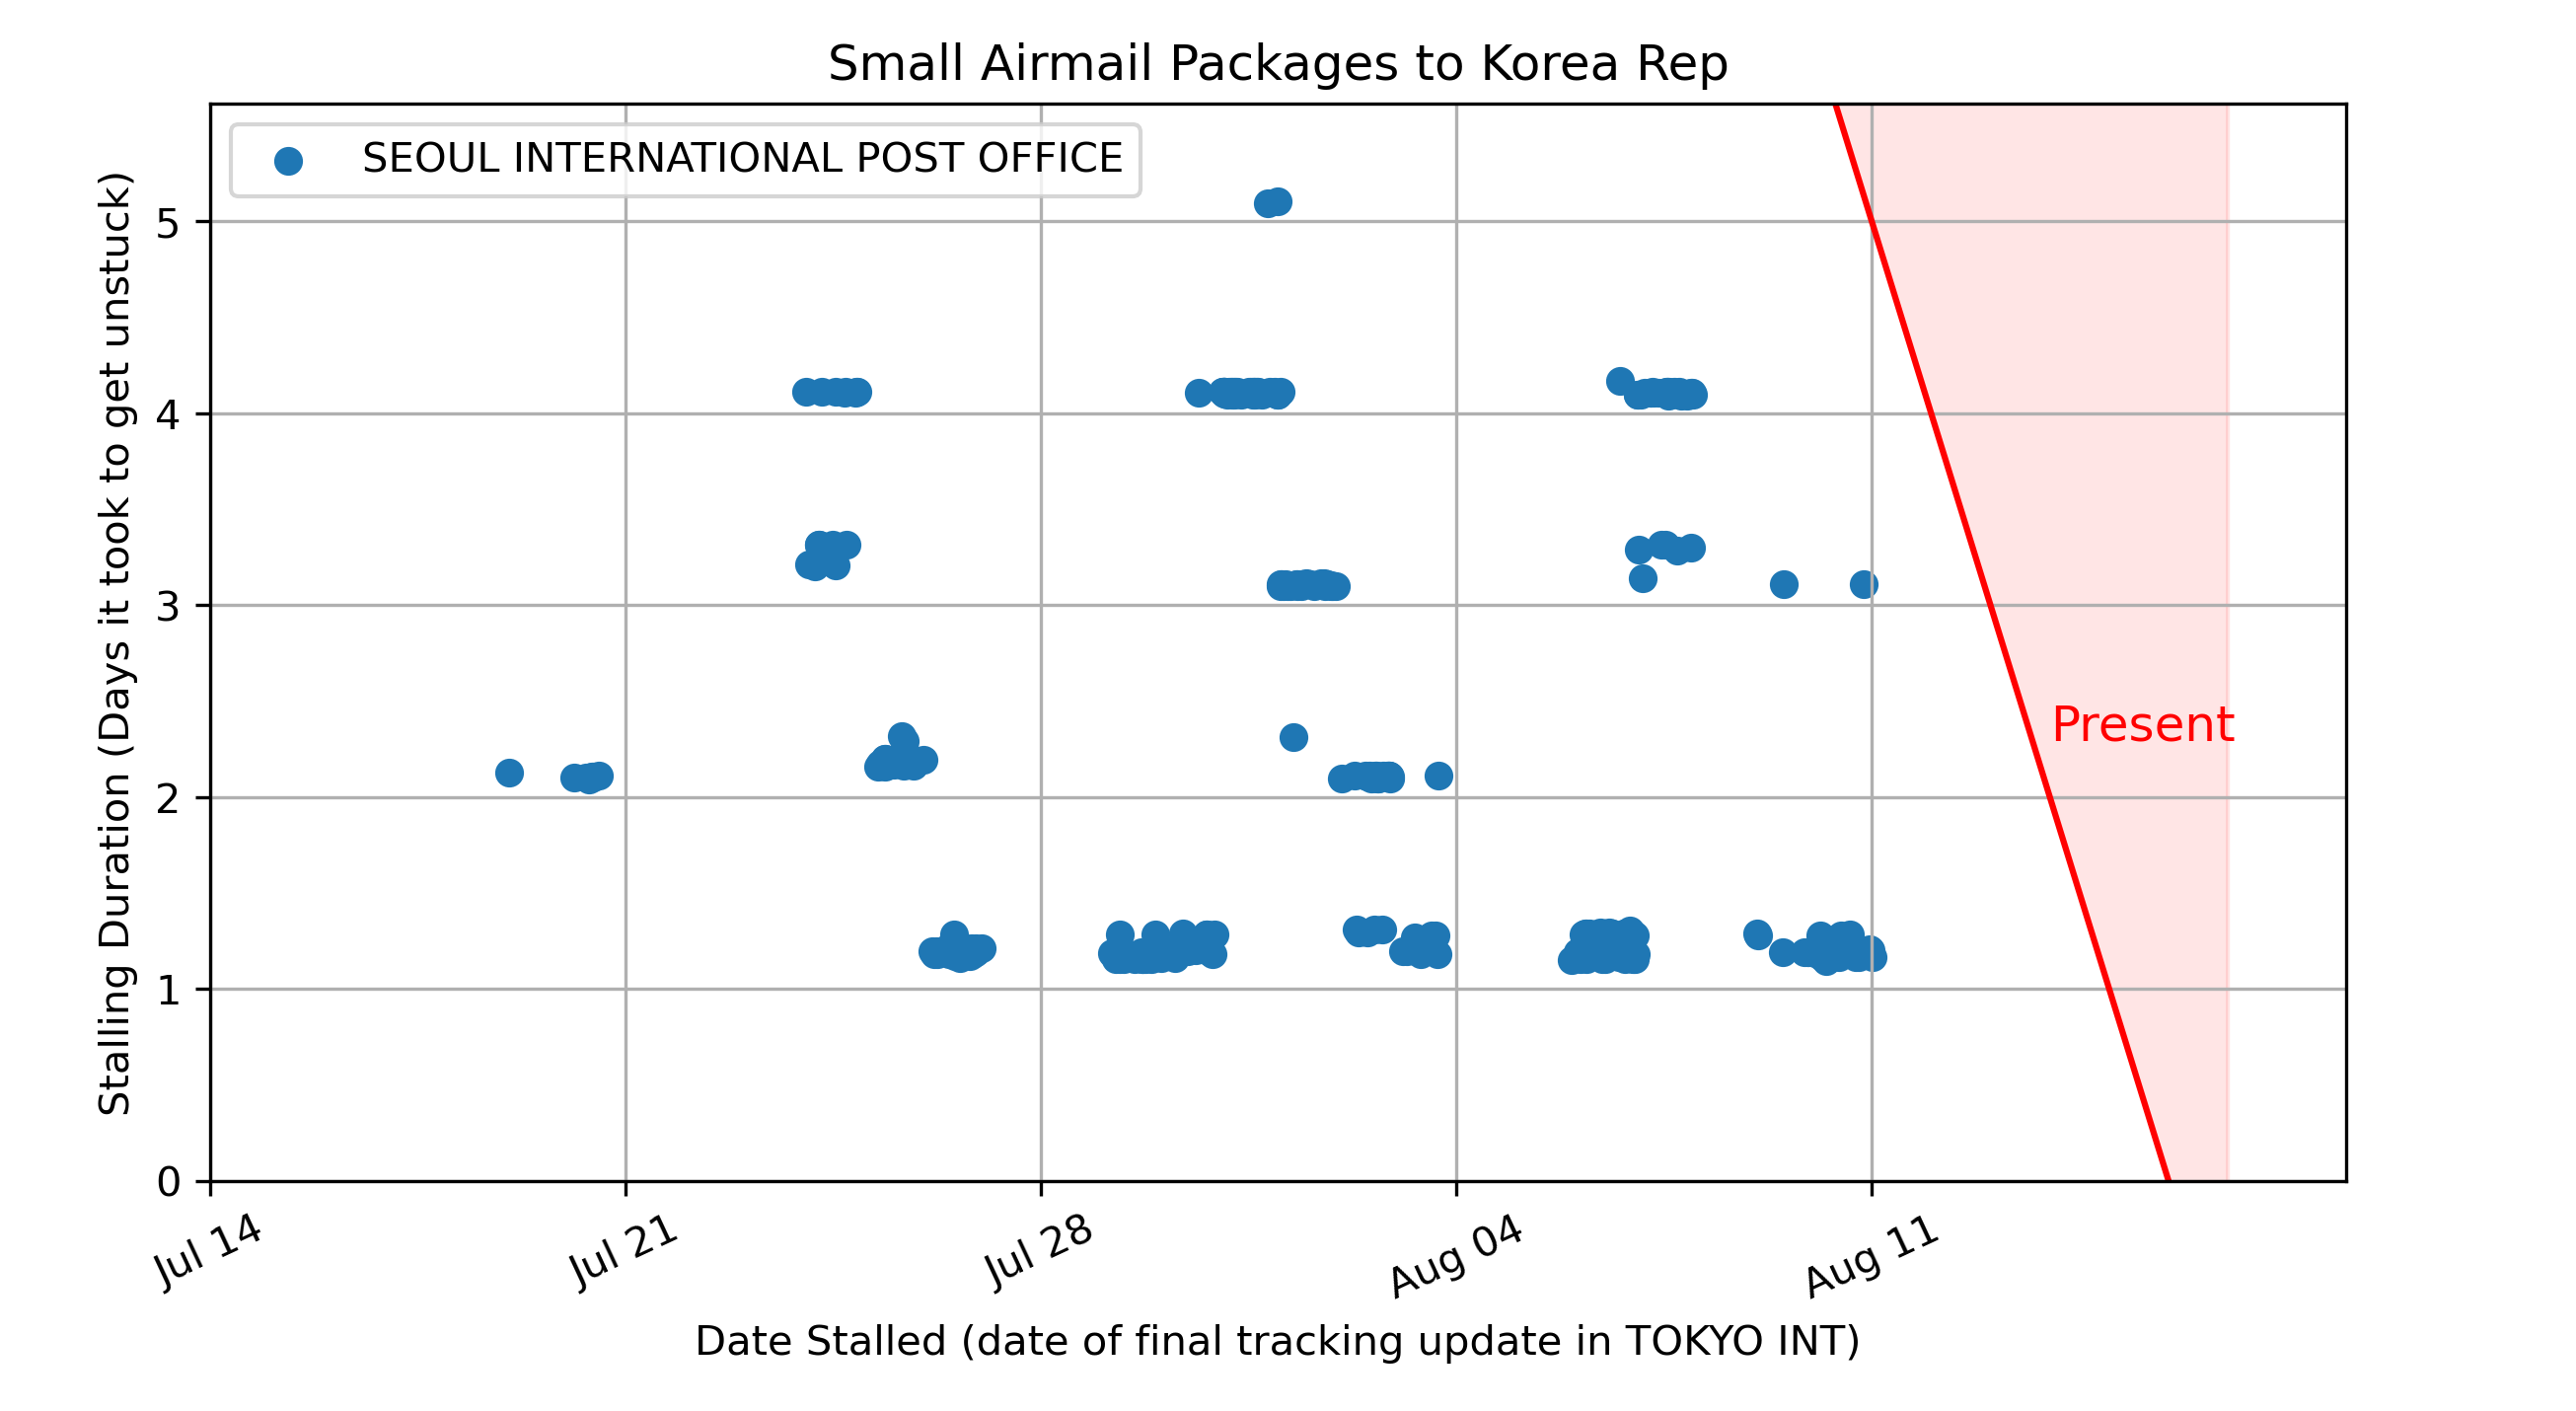 Small Airmail Packages to Korea Rep
SEOUL INTERNATIONAL POST OFFICE
Stalling Duration (Days it took to get unstuck)
5
4
3
2
1
0
Present
Jul 14
Jul 21
Jul 28
Aug 04
Aug 11
Date Stalled (date of final tracking update in TOKYO INT)